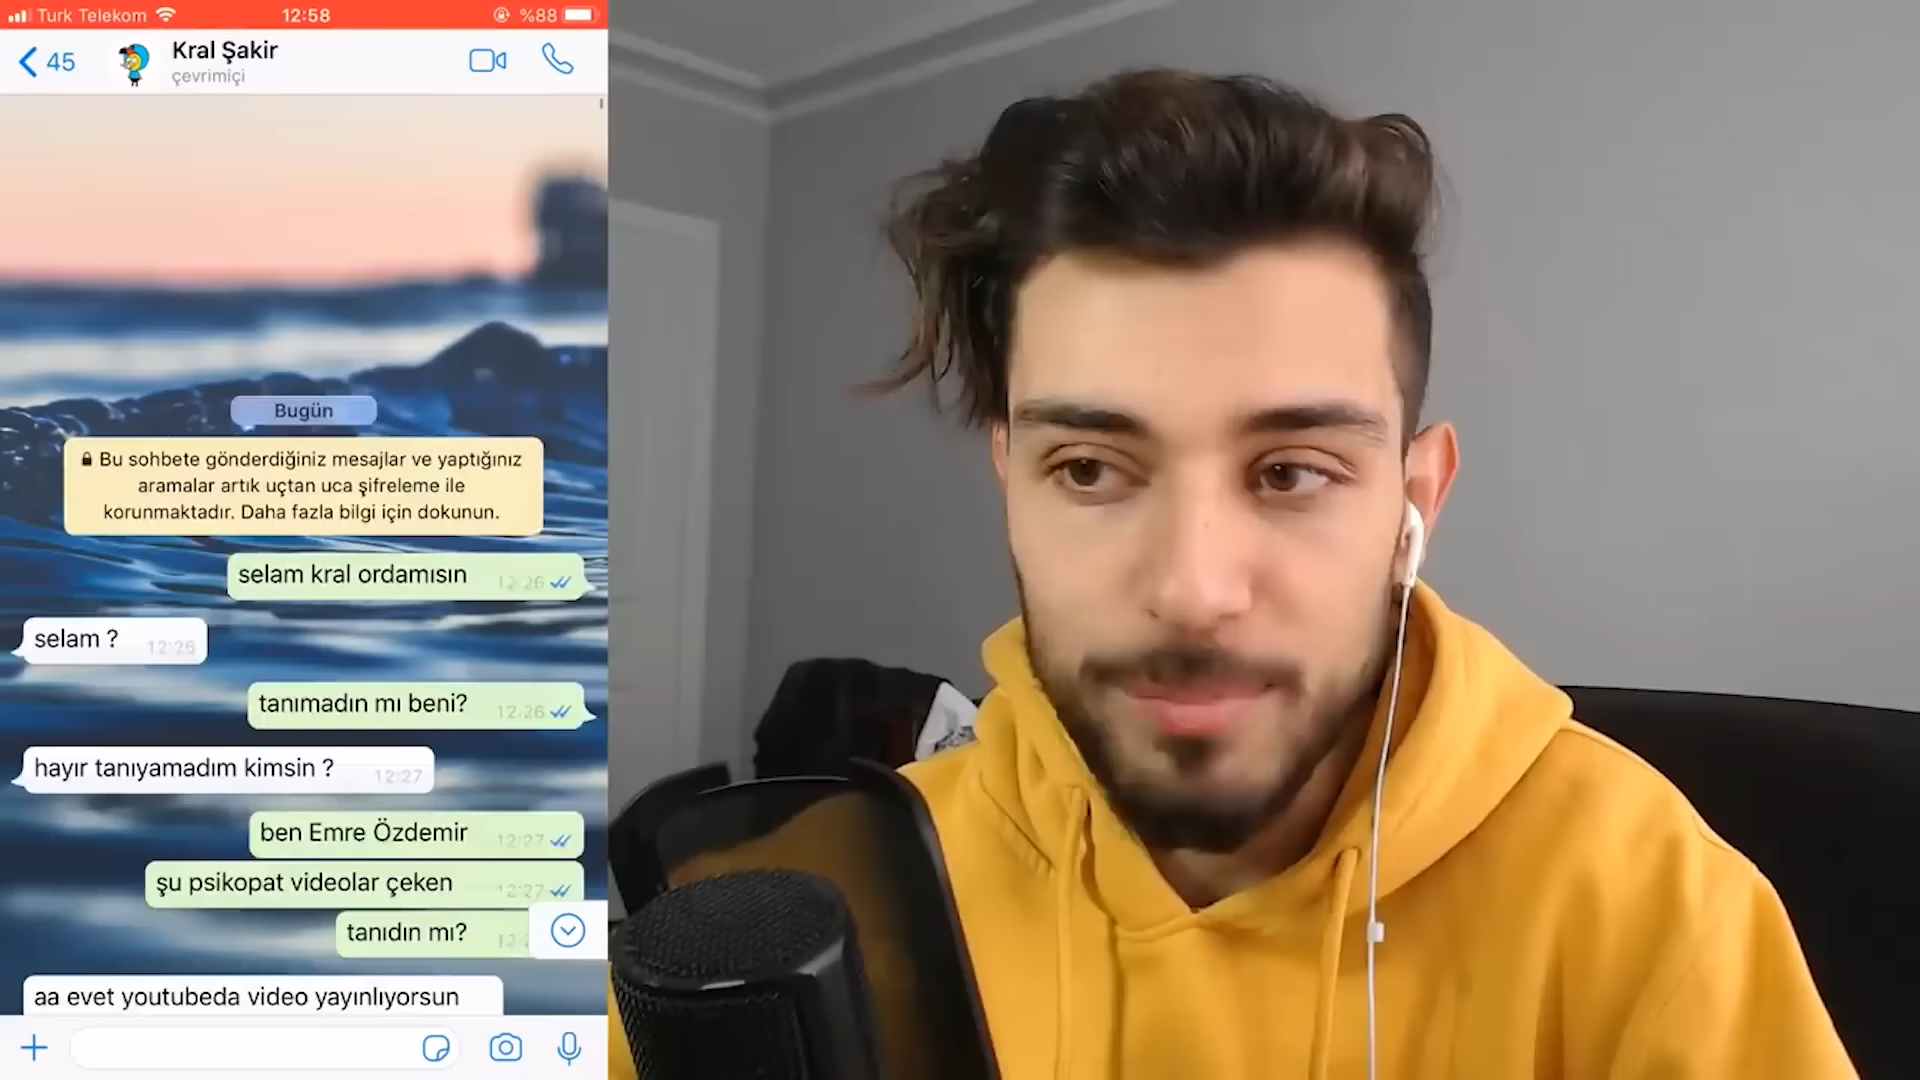 Turk Telekom
12:58
%88
45
Kral Şakir
çevrimiçi
Bugün
Bu sohbete gönderdiğiniz mesajlar ve yaptığınız
aramalar artık uçtan uca şifreleme ile
korunmaktadır. Daha fazla bilgi için dokunun.
selam kral ordamısın 12:26
selam ? 12:26
tanımadın mı beni? 12:26
hayır tanıyamadım kimsin ? 12:27
ben Emre Özdemir 12:27
şu psikopat videolar çeken 12:27
tanıdın mı?
aa evet youtubeda video yayınlıyorsun